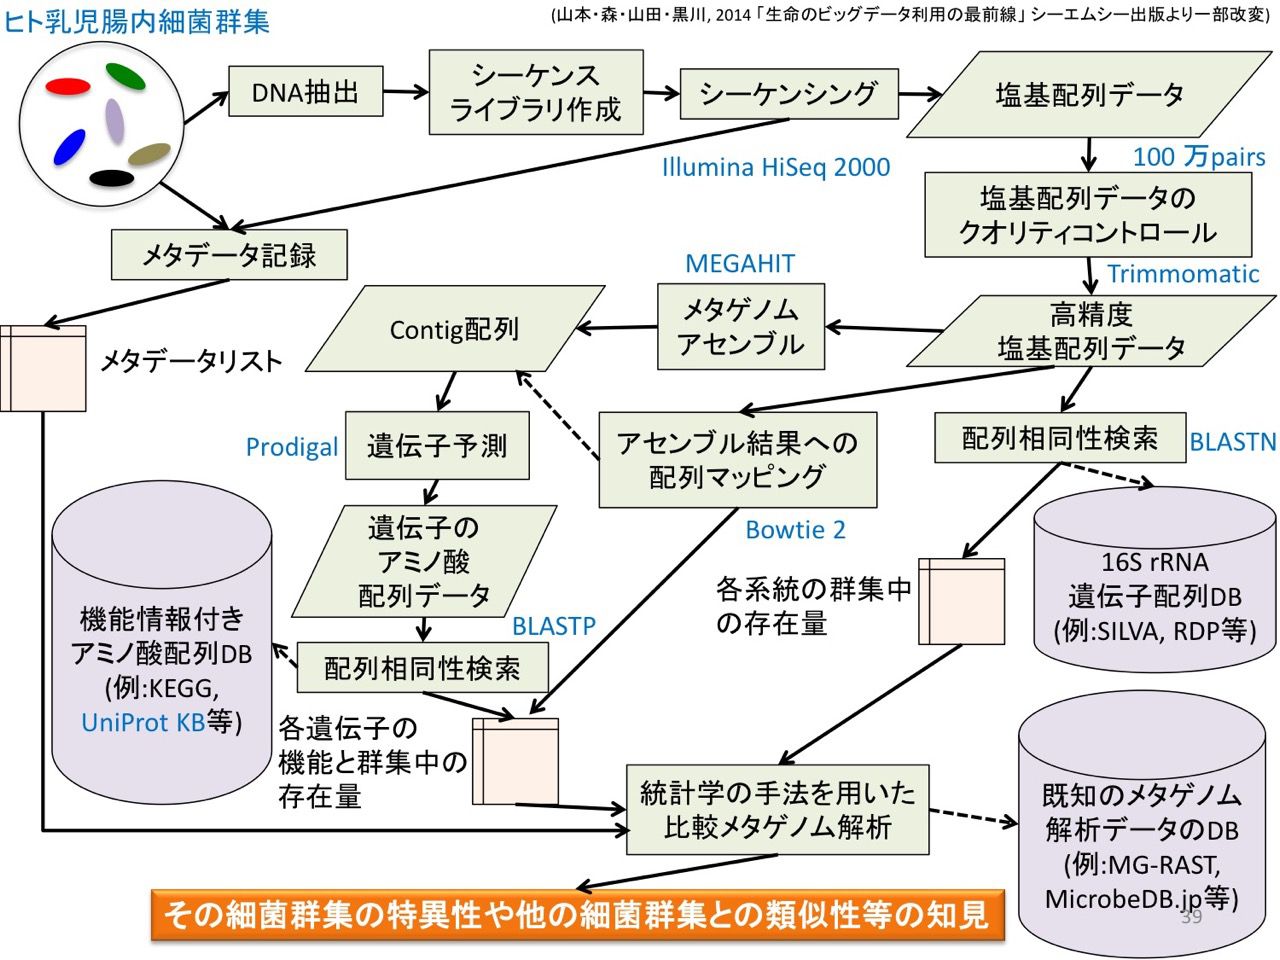 ヒト乳児腸内細菌群集
(山本・森・山田・黒川, 2014 「生命のビッグデータ利用の最前線」 シーエムシー出版より一部改変)
DNA抽出
シーケンス
ライブラリ作成
シーケンシング
塩基配列データ
Illumina HiSeq 2000
100 万pairs
塩基配列データの
クオリティコントロール
メタデータ記録
MEGAHIT
Trimmomatic
メタデータリスト
Contig配列
メタゲノム
アセンブル
高精度
塩基配列データ
Prodigal
遺伝子予測
アセンブル結果への
配列マッピング
配列相同性検索
BLASTN
Bowtie 2
遺伝子の
アミノ酸
配列データ
各系統の群集中
の存在量
16S rRNA
遺伝子配列DB
(例:SILVA, RDP等)
機能情報付き
アミノ酸配列DB
(例:KEGG,
UniProt KB等)
BLASTP
配列相同性検索
各遺伝子の
機能と群集中の
存在量
統計学の手法を用いた
比較メタゲノム解析
既知のメタゲノム
解析データのDB
(例:MG-RAST,
MicrobeDB.jp等)
その細菌群集の特異性や他の細菌群集との類似性等の知見
39